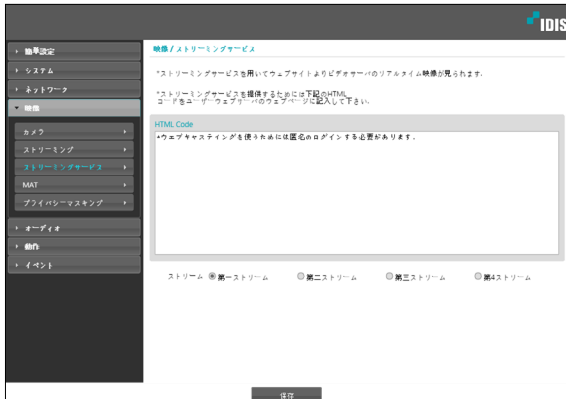 IDIS
簡単設定
システム
ネットワーク
映像
カメラ
ストリーミング
ストリーミングサービス
MAT
プライバシーマスキング
オーディオ
動作
イベント
映像 / ストリーミングサービス
*ストリーミングサービスを用いてウェブサイトよりビデオサーバのリアルタイム映像が見られます.
*ストリーミングサービスを提供するためには下記のHTML
コードをユーザーウェブサーバのウェブページに記入して下さい.
HTML Code
*ウェブキャスティングを使うためには匿名のログインする必要があります.
ストリーム 第一ストリーム 第二ストリーム 第三ストリーム 第4ストリーム
保存